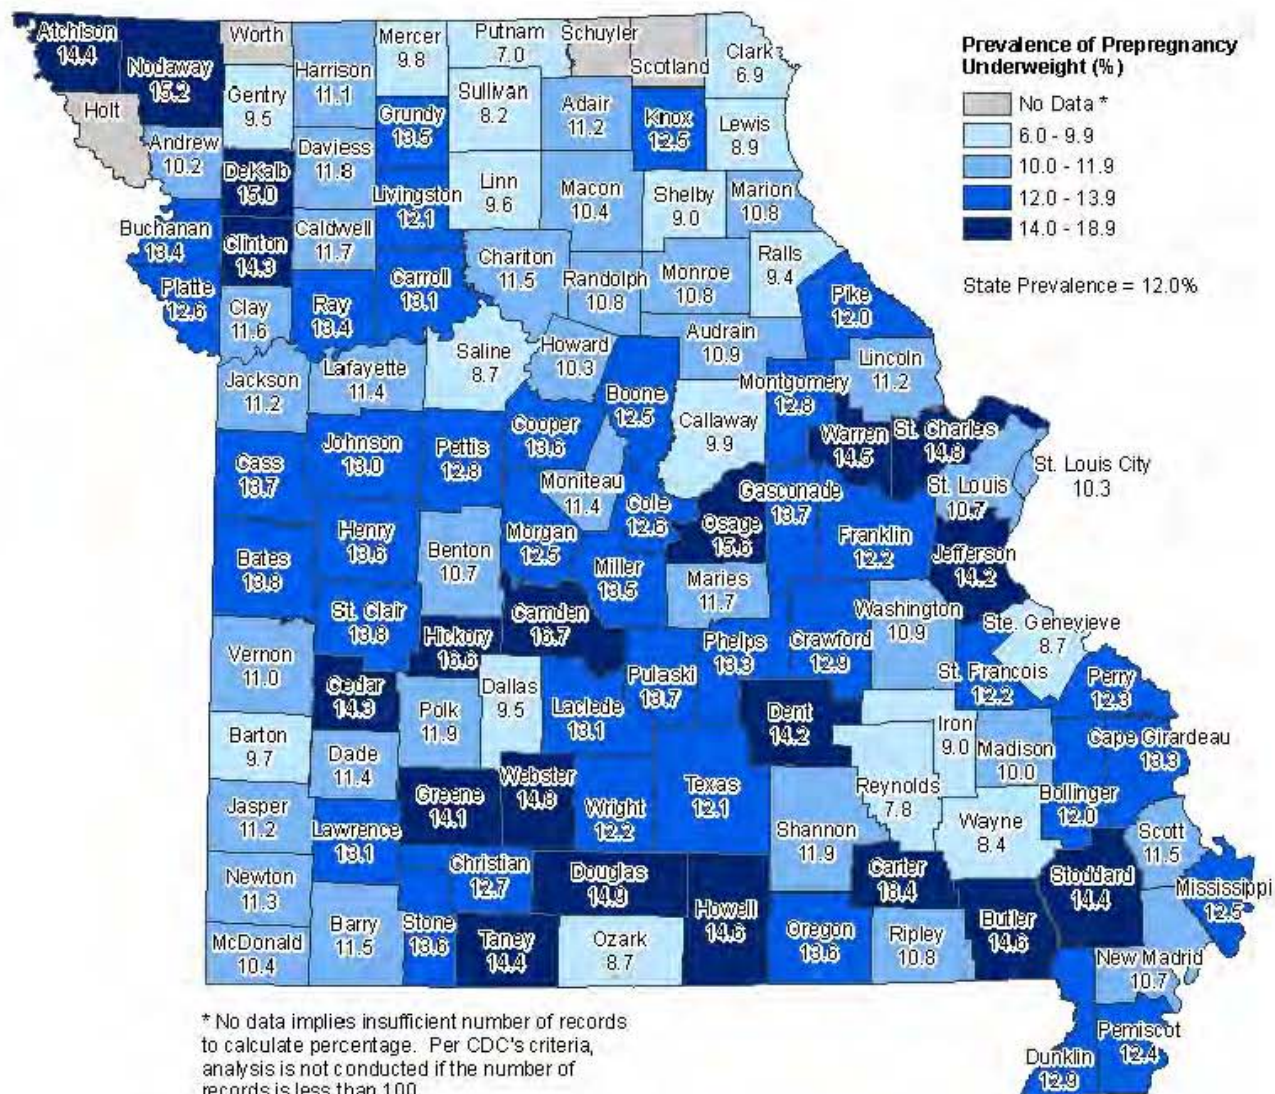 Atchison
14.4
Nodaway
15.2
Worth
Harrison
11.1
Mercer
9.8
Putnam
7.0
Schuyler
Scotland
Clark
6.9
Holt
Gentry
9.5
Grundy
13.5
Sullivan
8.2
Adair
11.2
Knox
12.5
Lewis
8.9
Andrew
10.2
DeKalb
15.0
Daviess
11.8
Livingston
12.1
Linn
9.6
Macon
10.4
Shelby
9.0
Marion
10.8
Buchanan
13.4
Clinton
14.3
Caldwell
11.7
Carroll
13.1
Chariton
11.5
Randolph
10.8
Monroe
10.8
Ralls
9.4
Platte
12.6
Clay
11.6
Ray
13.4
Pike
12.0
Saline
8.7
Howard
10.3
Audrain
10.9
Lincoln
11.2
Jackson
11.2
Lafayette
11.4
Boone
12.5
Callaway
9.9
Montgomery
12.8
Warren
14.5
St. Charles
14.8
St. Louis City
10.3
St. Louis
10.7
Cass
13.7
Johnson
13.0
Pettis
12.8
Cooper
13.6
Moniteau
11.4
Cole
12.6
Osage
15.6
Gasconade
13.7
Franklin
12.2
Jefferson
14.2
Bates
13.8
Henry
13.6
Benton
10.7
Morgan
12.5
Miller
13.5
Maries
11.7
Washington
10.9
Ste. Genevieve
8.7
St. Clair
13.8
Hickory
16.6
Camden
16.7
Phelps
13.3
Crawford
12.9
St. Francois
12.2
Perry
12.3
Vernon
11.0
Cedar
14.3
Polk
11.9
Dallas
9.5
Laclede
13.1
Pulaski
13.7
Dent
14.2
Iron
9.0
Madison
10.0
Cape Girardeau
13.3
Barton
9.7
Dade
11.4
Greene
14.1
Webster
14.8
Wright
12.2
Texas
12.1
Reynolds
7.8
Wayne
8.4
Bollinger
12.0
Scott
11.5
Jasper
11.2
Lawrence
13.1
Christian
12.7
Douglas
14.9
Shannon
11.9
Carter
18.4
Stoddard
14.4
Mississippi
12.5
Newton
11.3
Barry
11.5
Stone
13.6
Taney
14.4
Ozark
8.7
Howell
14.6
Oregon
13.6
Ripley
10.8
Butler
14.6
New Madrid
10.7
McDonald
10.4
Pemiscot
12.4
Dunklin
12.9
Prevalence of Prepregnancy
Underweight (%)
No Data *
6.0 - 9.9
10.0 - 11.9
12.0 - 13.9
14.0 - 18.9
State Prevalence = 12.0%
* No data implies insufficient number of records
to calculate percentage. Per CDC's criteria,
analysis is not conducted if the number of
records is less than 100